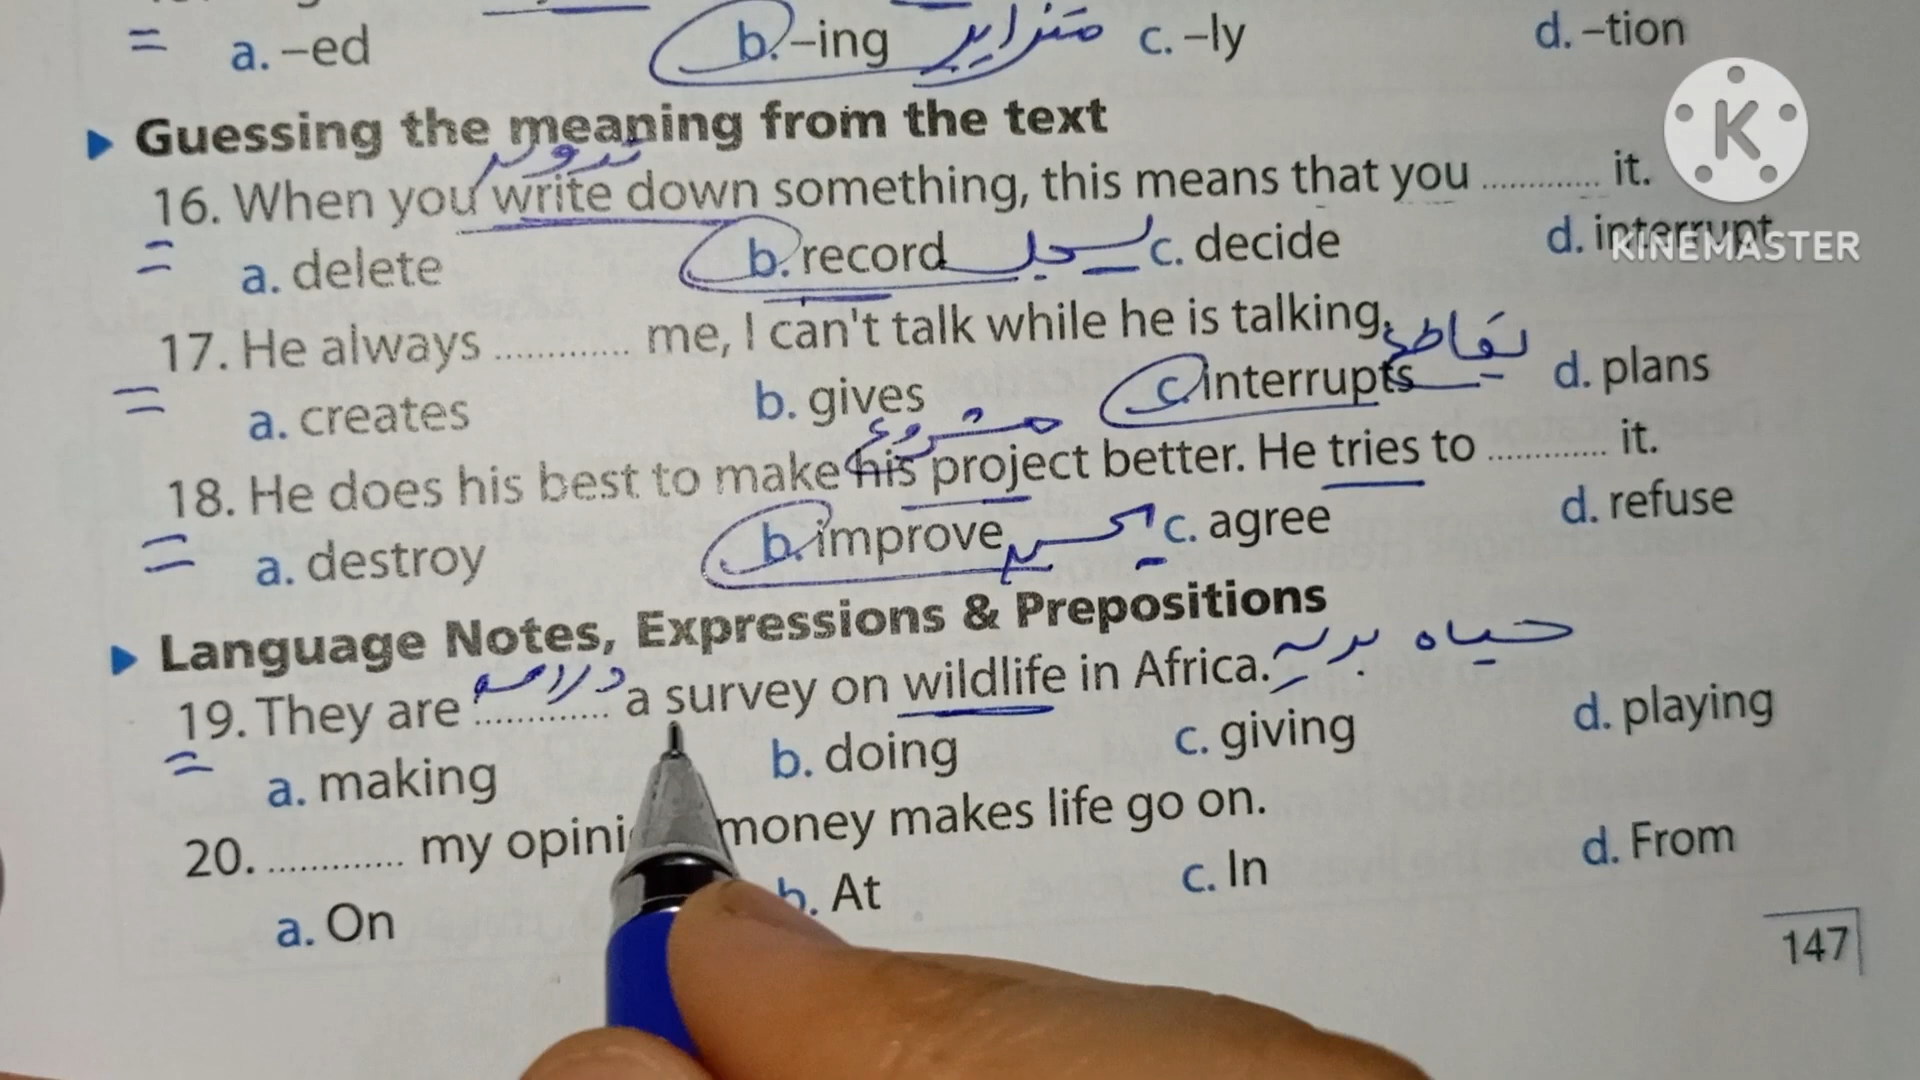 a. –ed b. –ing متزايد c. –ly d. –tion
Guessing the meaning from the text
تدوير
16. When you write down something, this means that you ............. it.
a. delete b. record يسجل c. decide d. interrupt
KINEMASTER
17. He always ............. me, I can't talk while he is talking. يقاطع
a. creates b. gives c. interrupts d. plans
مشروع
18. He does his best to make his project better. He tries to ............. it.
a. destroy b. improve يحسن c. agree d. refuse
Language Notes, Expressions & Prepositions
دراسه حياه بريه
19. They are ............. a survey on wildlife in Africa.
a. making b. doing c. giving d. playing
20. ............. my opini money makes life go on.
a. On b. At c. In d. From
147